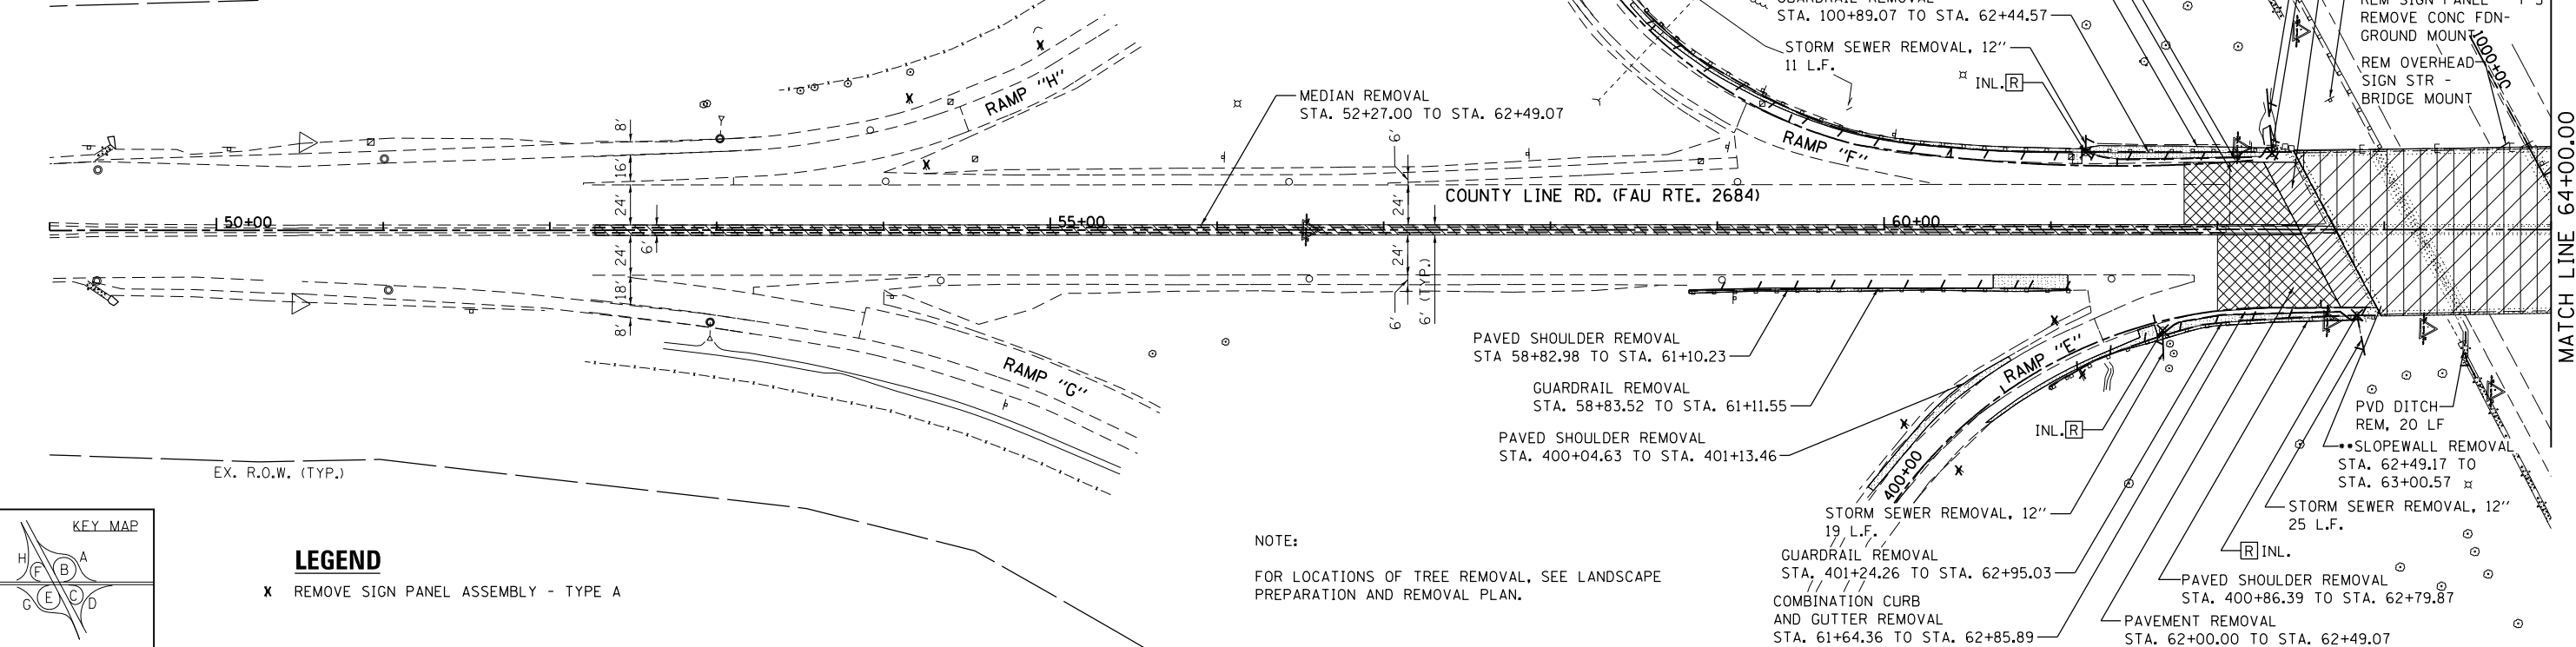 GUARDRAIL REMOVAL
STA. 100+89.07 TO STA. 62+44.57
STORM SEWER REMOVAL, 12"
11 L.F.
INL. R
REM SIGN PANEL
REMOVE CONC FDN-
GROUND MOUNT
REM OVERHEAD
SIGN STR -
BRIDGE MOUNT
1000+00
MATCH LINE 64+00.00
MEDIAN REMOVAL
STA. 52+27.00 TO STA. 62+49.07
RAMP "H"
RAMP "F"
COUNTY LINE RD. (FAU RTE. 2684)
8'
16'
24'
24'
6'
18'
8'
6'
24'
24'
6'
6' (TYP.)
50+00
55+00
60+00
RAMP "G"
RAMP "E"
400+00
PAVED SHOULDER REMOVAL
STA 58+82.98 TO STA. 61+10.23
GUARDRAIL REMOVAL
STA. 58+83.52 TO STA. 61+11.55
PAVED SHOULDER REMOVAL
STA. 400+04.63 TO STA. 401+13.46
INL. R
PVD DITCH
REM, 20 LF
**SLOPEWALL REMOVAL
STA. 62+49.17 TO
STA. 63+00.57
STORM SEWER REMOVAL, 12"
25 L.F.
R INL.
STORM SEWER REMOVAL, 12"
19 L.F.
GUARDRAIL REMOVAL
STA. 401+24.26 TO STA. 62+95.03
COMBINATION CURB
AND GUTTER REMOVAL
STA. 61+64.36 TO STA. 62+85.89
PAVED SHOULDER REMOVAL
STA. 400+86.39 TO STA. 62+79.87
PAVEMENT REMOVAL
STA. 62+00.00 TO STA. 62+49.07
EX. R.O.W. (TYP.)
KEY MAP
H
A
F
B
G
E
C
D
LEGEND
X REMOVE SIGN PANEL ASSEMBLY - TYPE A
NOTE:
FOR LOCATIONS OF TREE REMOVAL, SEE LANDSCAPE
PREPARATION AND REMOVAL PLAN.